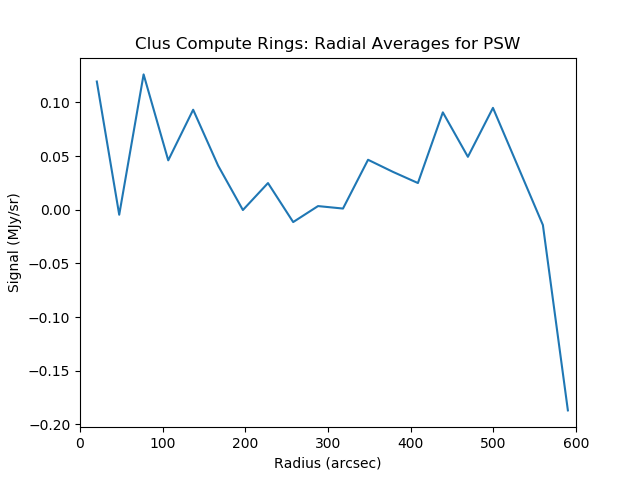 Clus Compute Rings: Radial Averages for PSW
Signal (MJy/sr)
0.10
0.05
0.00
−0.05
−0.10
−0.15
−0.20
0 100 200 300 400 500 600
Radius (arcsec)